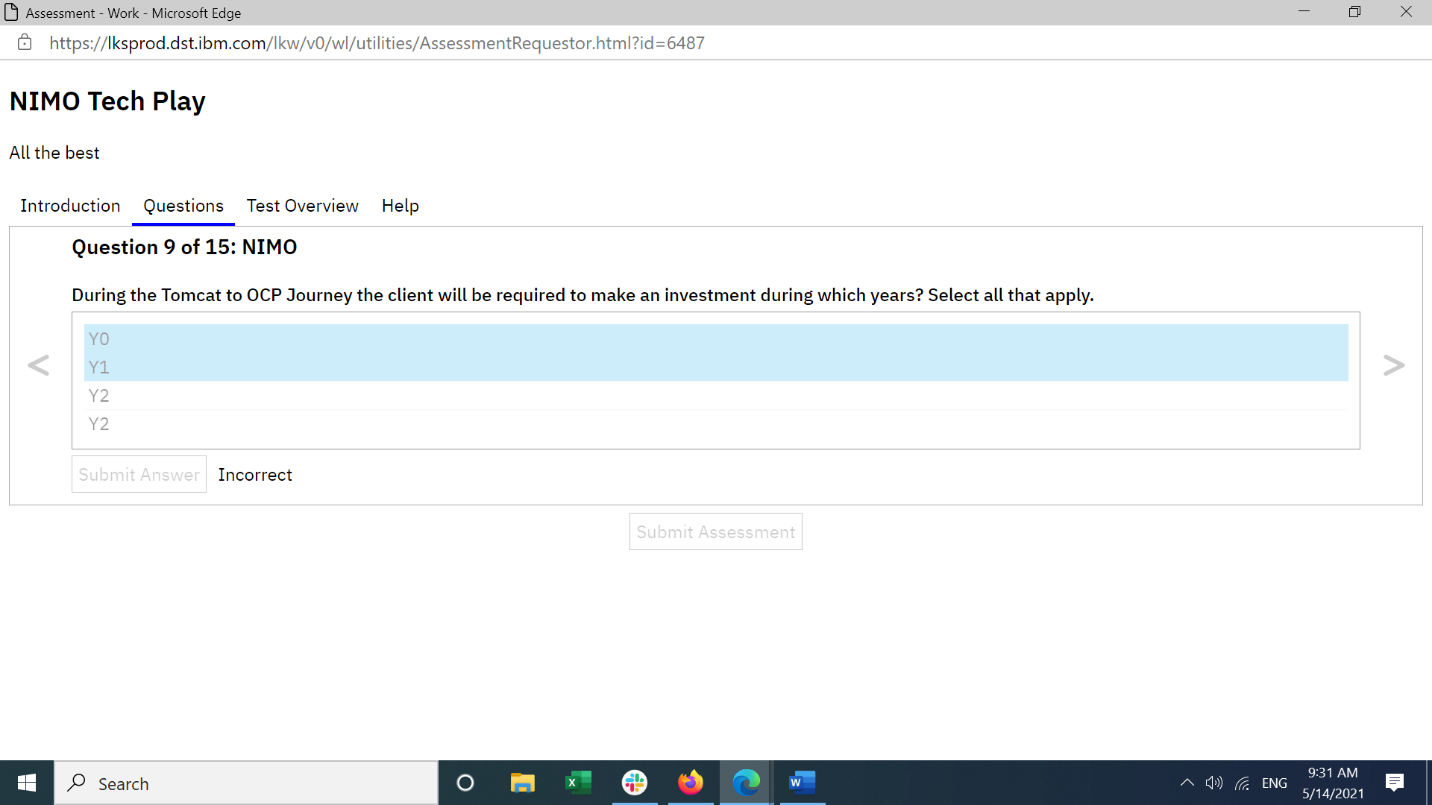 Assessment - Work - Microsoft Edge
https://lksprod.dst.ibm.com/lkw/v0/wl/utilities/AssessmentRequestor.html?id=6487
NIMO Tech Play
All the best
Introduction Questions Test Overview Help
Question 9 of 15: NIMO
During the Tomcat to OCP Journey the client will be required to make an investment during which years? Select all that apply.
<
Y0
Y1
Y2
Y2
>
Submit Answer Incorrect
Submit Assessment
Search
ENG
9:31 AM
5/14/2021